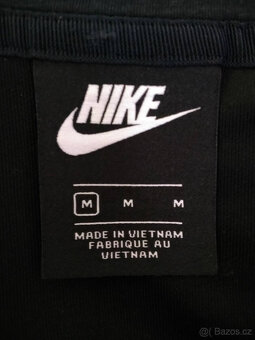 NIKE
M M M
MADE IN VIETNAM
FABRIQUE AU
VIETNAM
© Bazos.cz